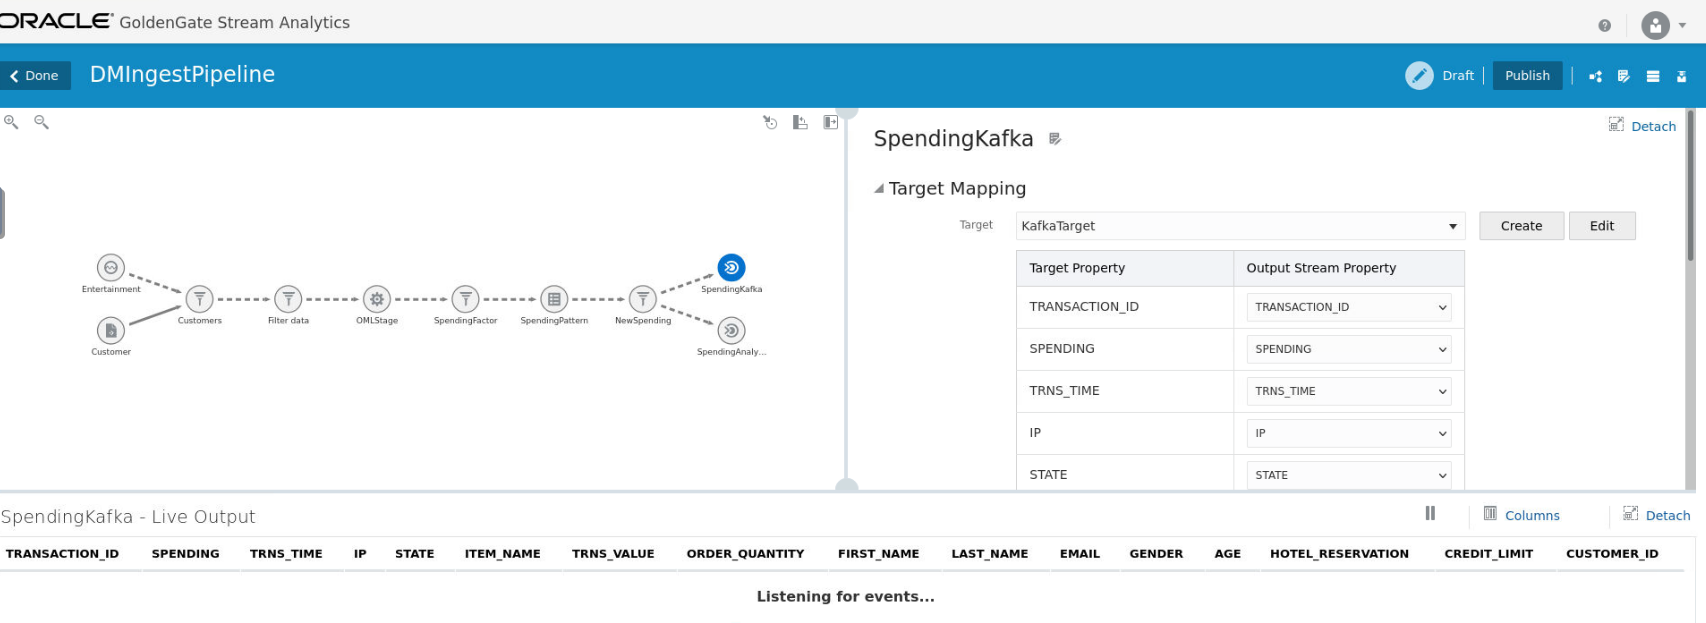 ORACLE® GoldenGate Stream Analytics
Done
DMIngestPipeline
Draft
Publish
Entertainment
Customer
Customers
Filter data
OMLStage
SpendingFactor
SpendingPattern
NewSpending
SpendingKafka
SpendingAnaly...
SpendingKafka
Detach
Target Mapping
Target
KafkaTarget
Create
Edit
Target Property Output Stream Property
TRANSACTION_ID TRANSACTION_ID
SPENDING SPENDING
TRNS_TIME TRNS_TIME
IP IP
STATE STATE
SpendingKafka - Live Output
Columns
Detach
TRANSACTION_ID SPENDING TRNS_TIME IP STATE ITEM_NAME TRNS_VALUE ORDER_QUANTITY FIRST_NAME LAST_NAME EMAIL GENDER AGE HOTEL_RESERVATION CREDIT_LIMIT CUSTOMER_ID
Listening for events...